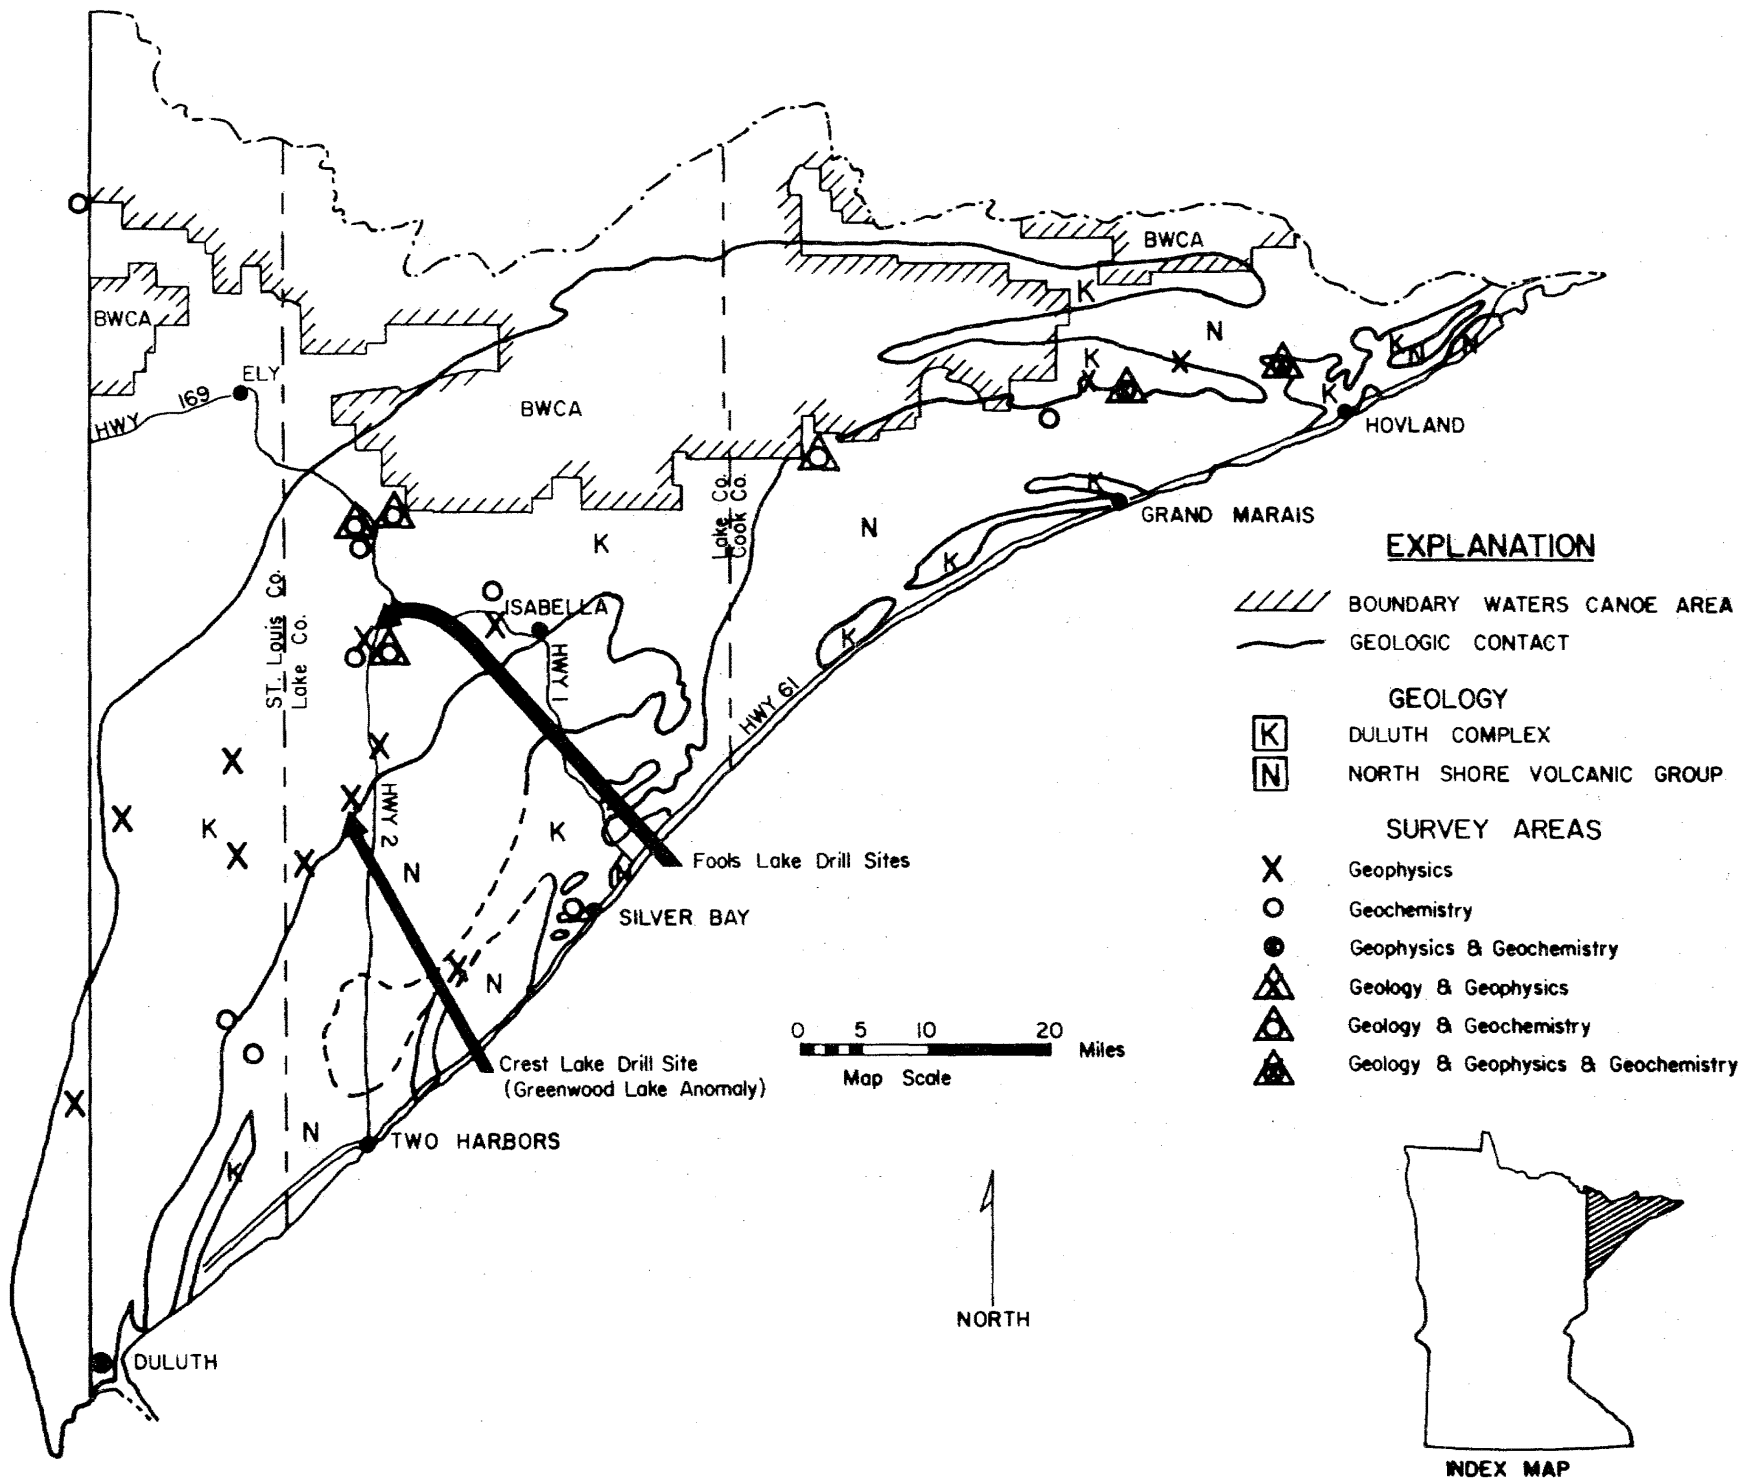 BWCA
K
N
K
N
N
BWCA
K
K
ELY
HWY 169
BWCA
HOVLAND
K
GRAND MARAIS
N
K
K
Lake Co.
Cook Co.
ST. Louis Co.
Lake Co.
ISABELLA
HWY 1
K
HWY 61
K
HWY 2
K
N
Fools Lake Drill Sites
N
SILVER BAY
N
Crest Lake Drill Site
(Greenwood Lake Anomaly)
N
TWO HARBORS
K
DULUTH
0 5 10 20 Miles
Map Scale
NORTH
EXPLANATION
BOUNDARY WATERS CANOE AREA
GEOLOGIC CONTACT
GEOLOGY
K DULUTH COMPLEX
N NORTH SHORE VOLCANIC GROUP
SURVEY AREAS
X Geophysics
Geochemistry
Geophysics & Geochemistry
Geology & Geophysics
Geology & Geochemistry
Geology & Geophysics & Geochemistry
INDEX MAP